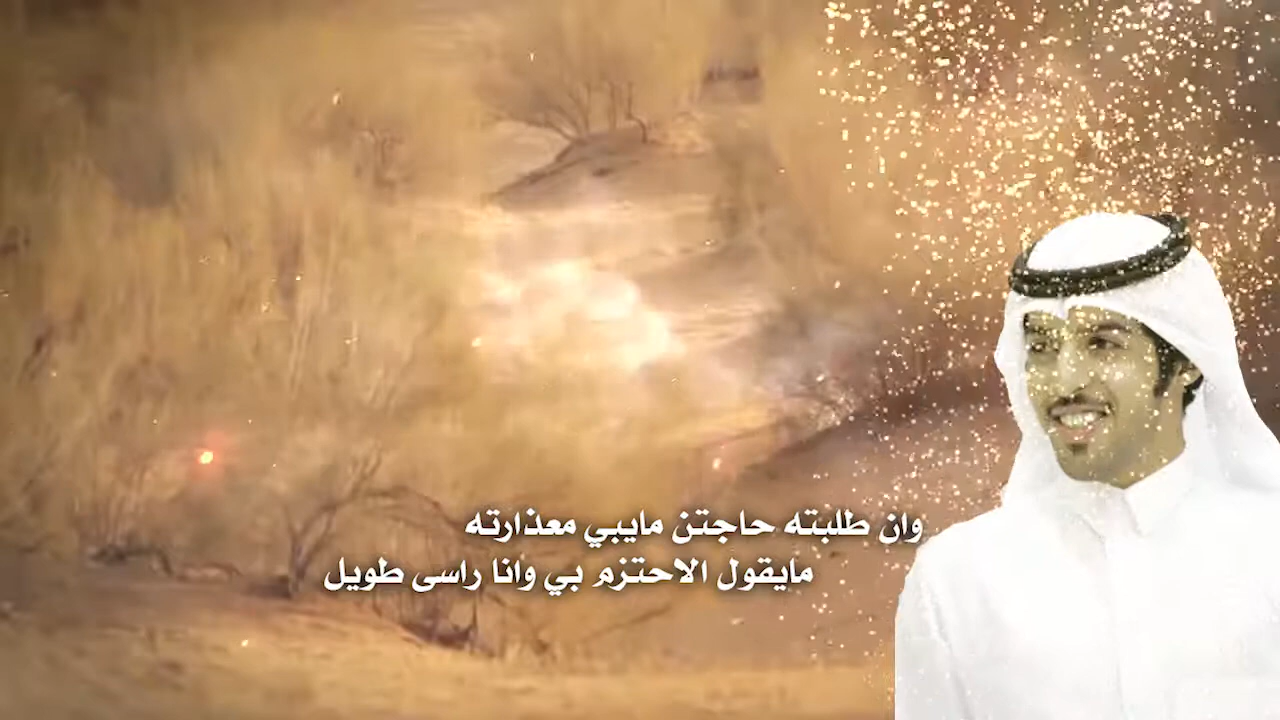 وان طلبته حاجتن مايبي معذارته
مايقول الاحتزم بي وانا راسى طويل